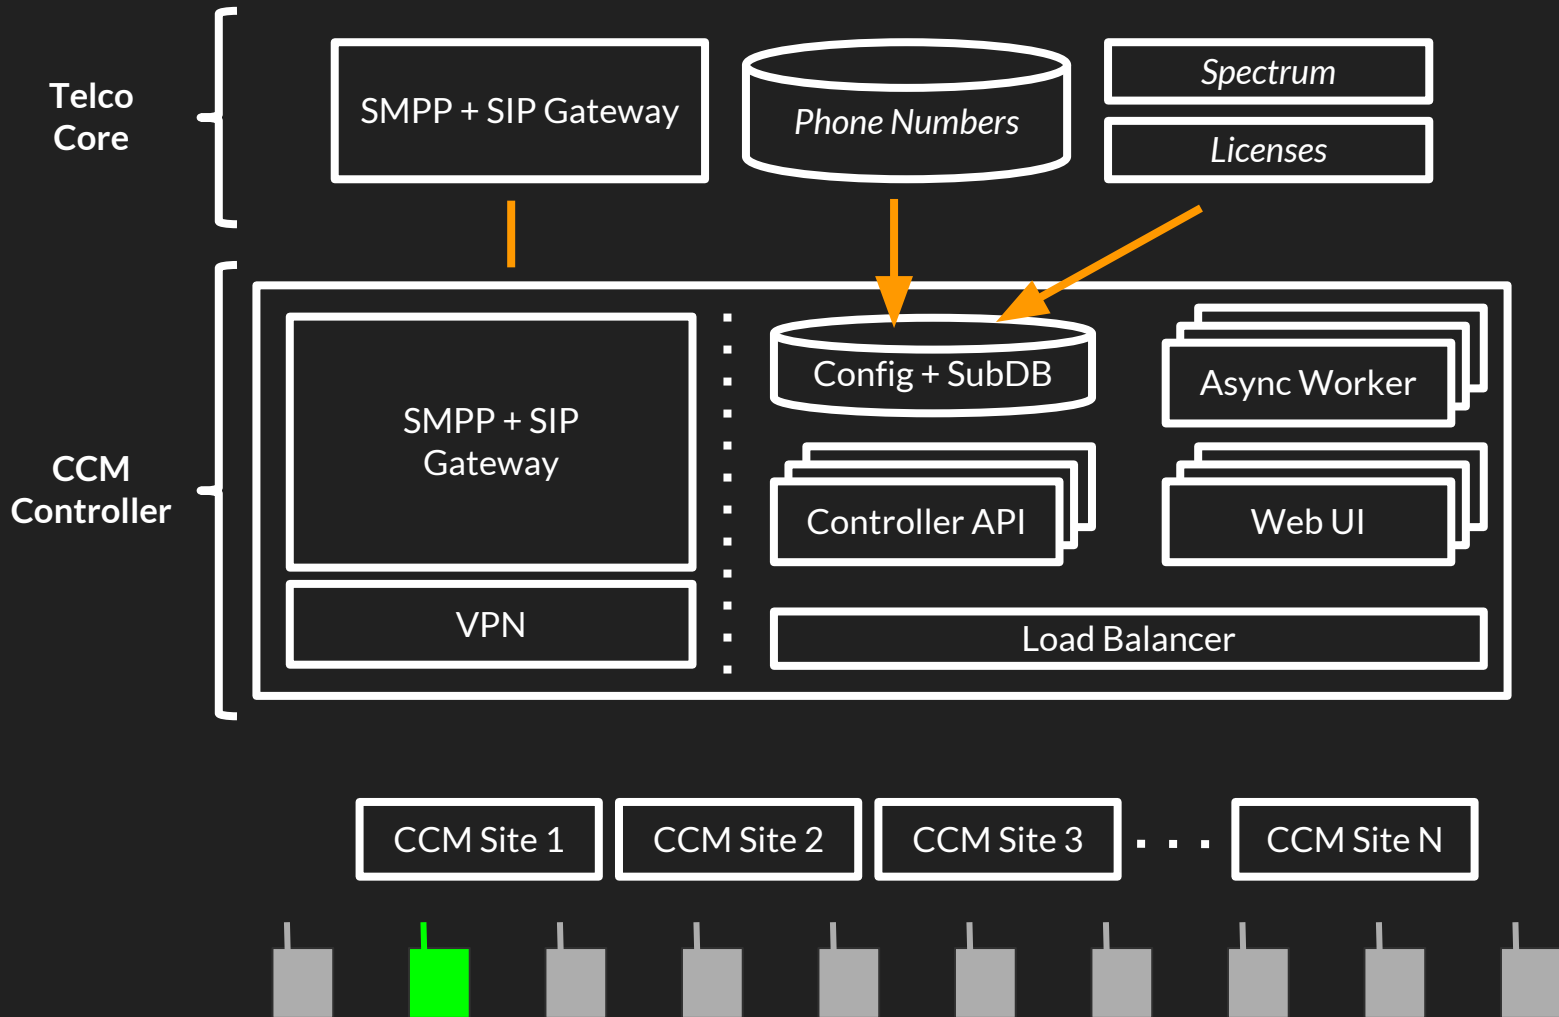 Telco
Core
SMPP + SIP Gateway
Phone Numbers
Spectrum
Licenses
CCM
Controller
SMPP + SIP
Gateway
VPN
Config + SubDB
Async Worker
Controller API
Web UI
Load Balancer
CCM Site 1
CCM Site 2
CCM Site 3
. . .
CCM Site N